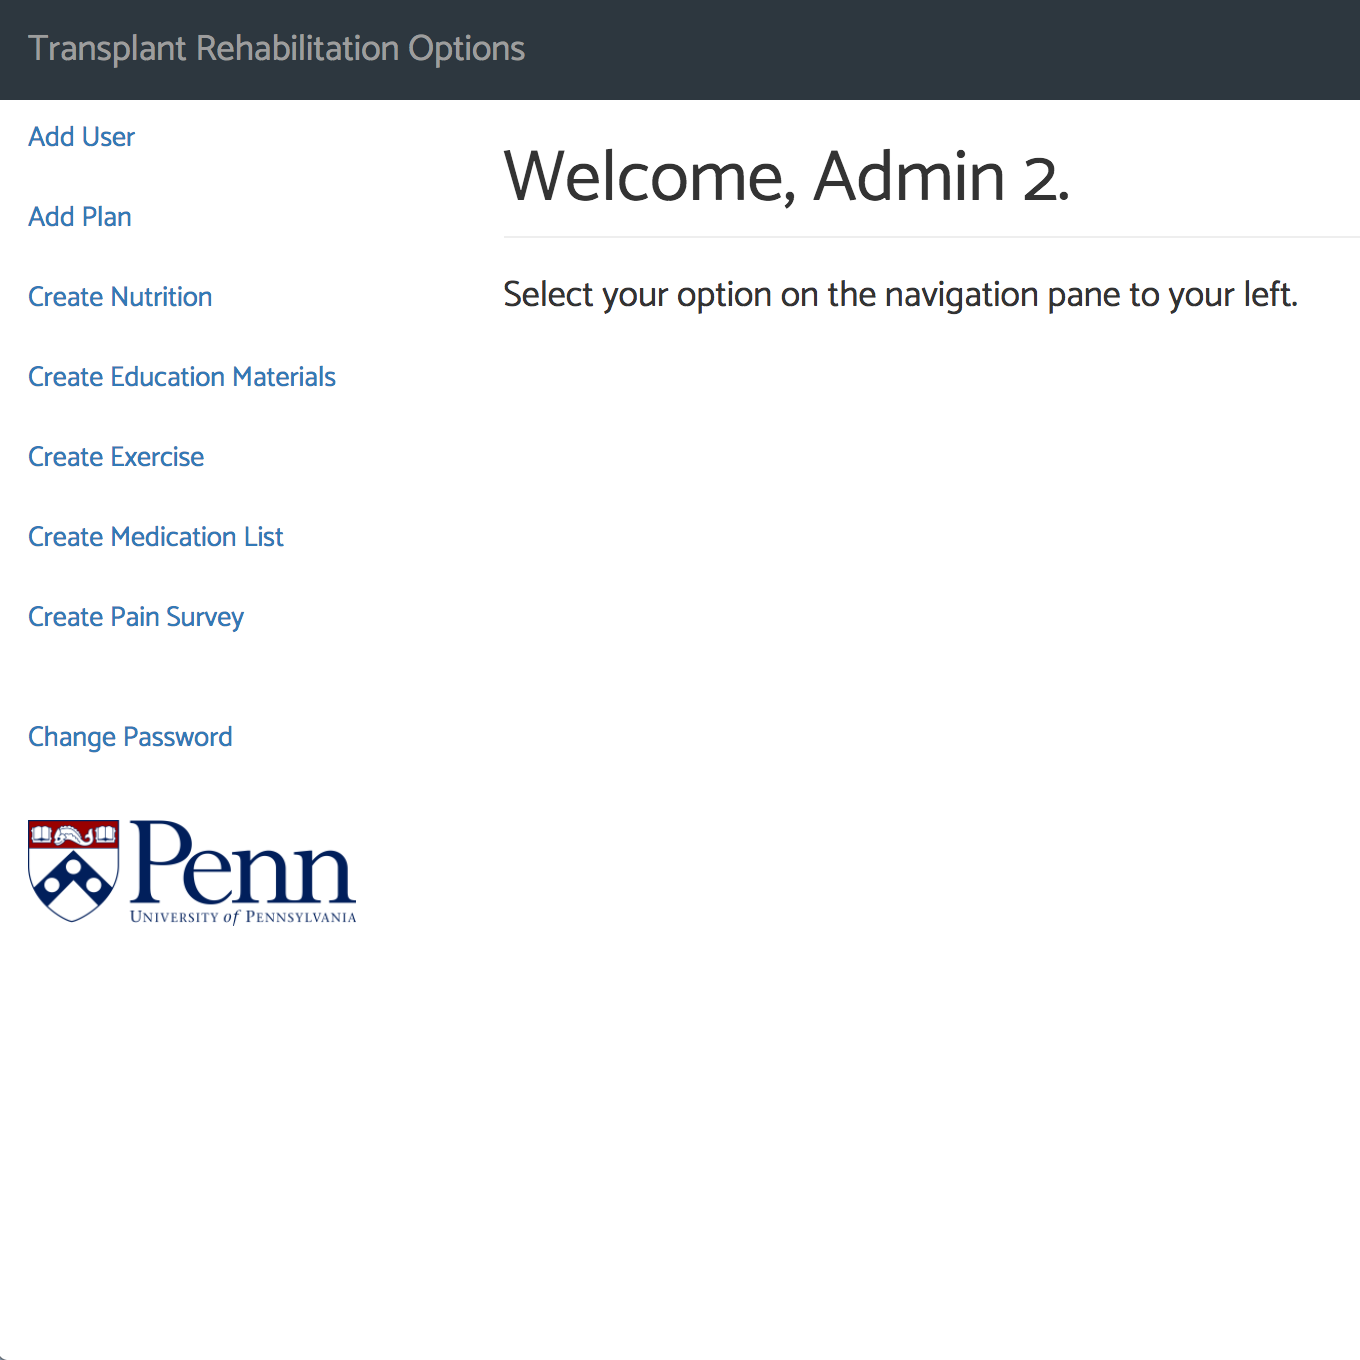 Transplant Rehabilitation Options
Add User
Add Plan
Create Nutrition
Create Education Materials
Create Exercise
Create Medication List
Create Pain Survey
Change Password
Penn
UNIVERSITY of PENNSYLVANIA
Welcome, Admin 2.
Select your option on the navigation pane to your left.